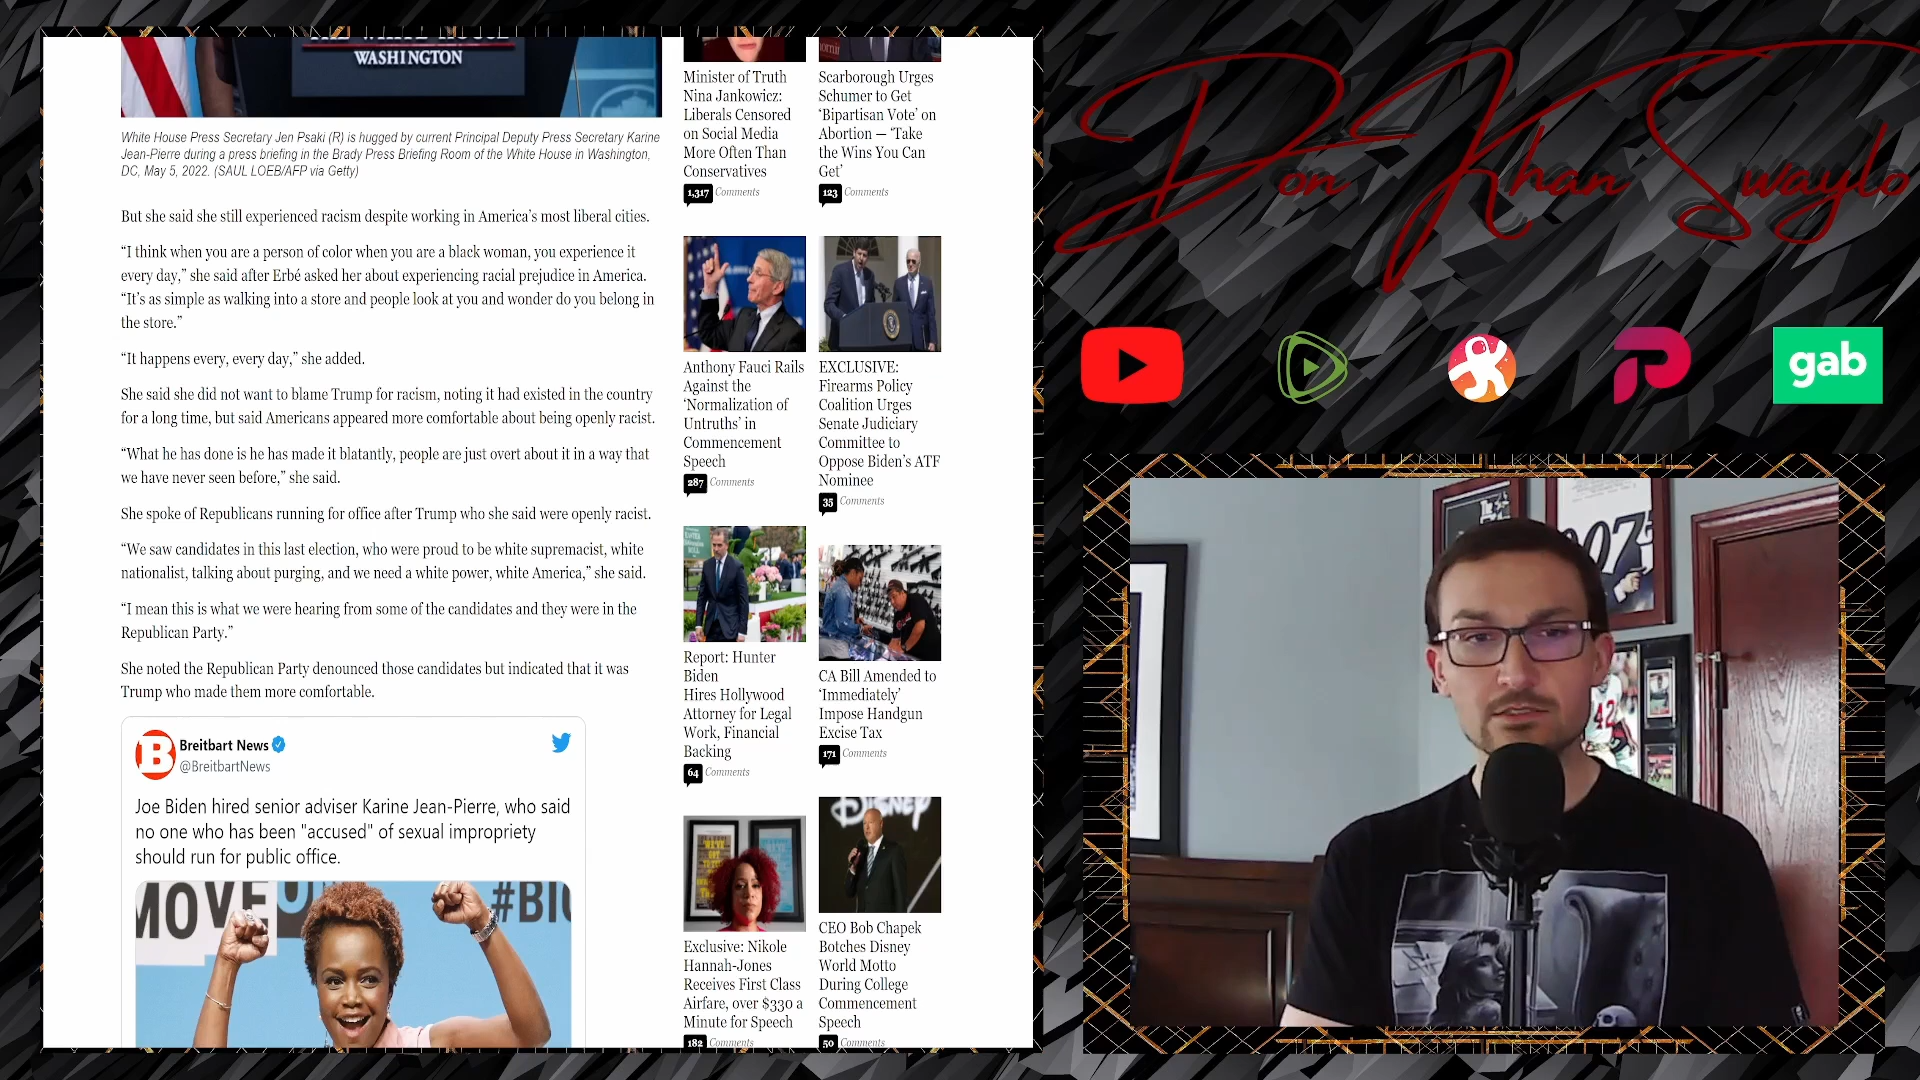 WASHINGTON
White House Press Secretary Jen Psaki (R) is hugged by current Principal Deputy Press Secretary Karine
Jean-Pierre during a press briefing in the Brady Press Briefing Room of the White House in Washington,
DC, May 5, 2022. (SAUL LOEB/AFP via Getty)
But she said she still experienced racism despite working in America’s most liberal cities.
“I think when you are a person of color when you are a black woman, you experience it
every day,” she said after Erbé asked her about experiencing racial prejudice in America.
“It’s as simple as walking into a store and people look at you and wonder do you belong in
the store.”
“It happens every, every day,” she added.
She said she did not want to blame Trump for racism, noting it had existed in the country
for a long time, but said Americans appeared more comfortable about being openly racist.
“What he has done is he has made it blatantly, people are just overt about it in a way that
we have never seen before,” she said.
She spoke of Republicans running for office after Trump who she said were openly racist.
“We saw candidates in this last election, who were proud to be white supremacist, white
nationalist, talking about purging, and we need a white power, white America,” she said.
“I mean this is what we were hearing from some of the candidates and they were in the
Republican Party.”
She noted the Republican Party denounced those candidates but indicated that it was
Trump who made them more comfortable.
B
Breitbart News
@BreitbartNews
Joe Biden hired senior adviser Karine Jean-Pierre, who said
no one who has been "accused" of sexual impropriety
should run for public office.
MOVEO
#BI
Minister of Truth
Nina Jankowicz:
Liberals Censored
on Social Media
More Often Than
Conservatives
1,317 Comments
Scarborough Urges
Schumer to Get
‘Bipartisan Vote’ on
Abortion — ‘Take
the Wins You Can
Get’
123 Comments
Anthony Fauci Rails
Against the
‘Normalization of
Untruths’ in
Commencement
Speech
287 Comments
EXCLUSIVE:
Firearms Policy
Coalition Urges
Senate Judiciary
Committee to
Oppose Biden’s ATF
Nominee
35 Comments
Report: Hunter
Biden
Hires Hollywood
Attorney for Legal
Work, Financial
Backing
64 Comments
CA Bill Amended to
‘Immediately’
Impose Handgun
Excise Tax
171 Comments
Exclusive: Nikole
Hannah-Jones
Receives First Class
Airfare, over $330 a
Minute for Speech
182 Comments
DISNEY
CEO Bob Chapek
Botches Disney
World Motto
During College
Commencement
Speech
50 Comments
Don Khan Swaylo
gab
007
42